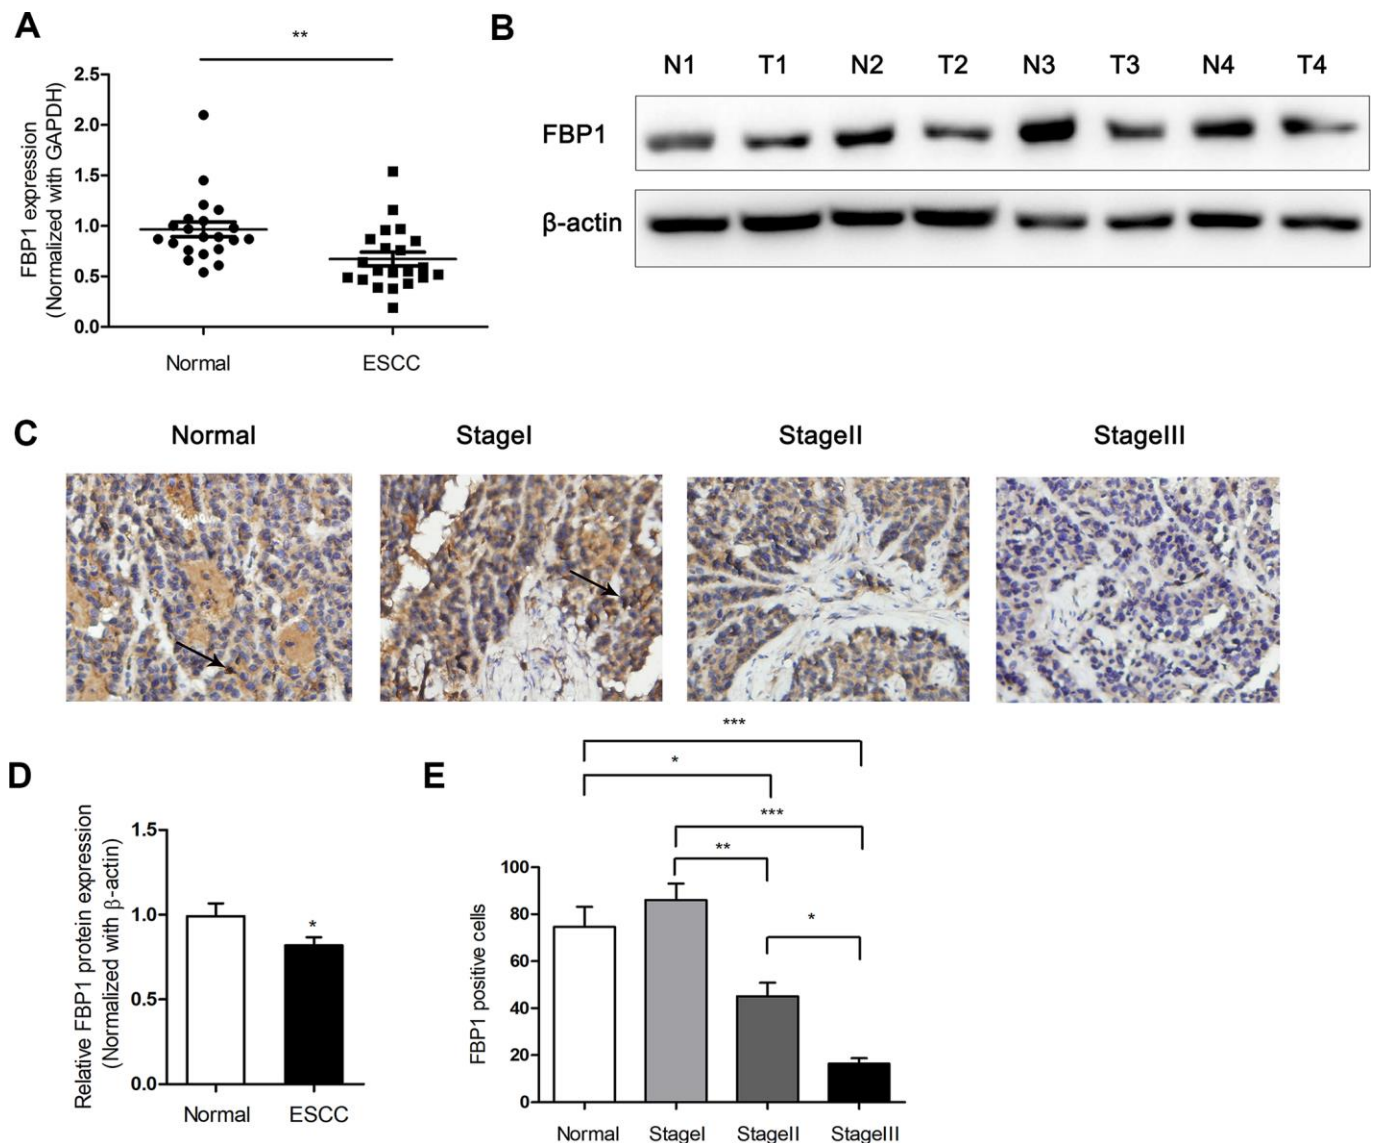 A
**
FBP1 expression
(Normalized with GAPDH)
2.5
2.0
1.5
1.0
0.5
0.0
Normal ESCC
B
N1 T1 N2 T2 N3 T3 N4 T4
FBP1
β-actin
C
Normal StageI StageII StageIII
D
Relative FBP1 protein expression
(Normalized with β-actin)
1.5
1.0
0.5
0.0
*
Normal ESCC
E
***
*
***
**
*
FBP1 positive cells
100
80
60
40
20
0
Normal StageI StageII StageIII